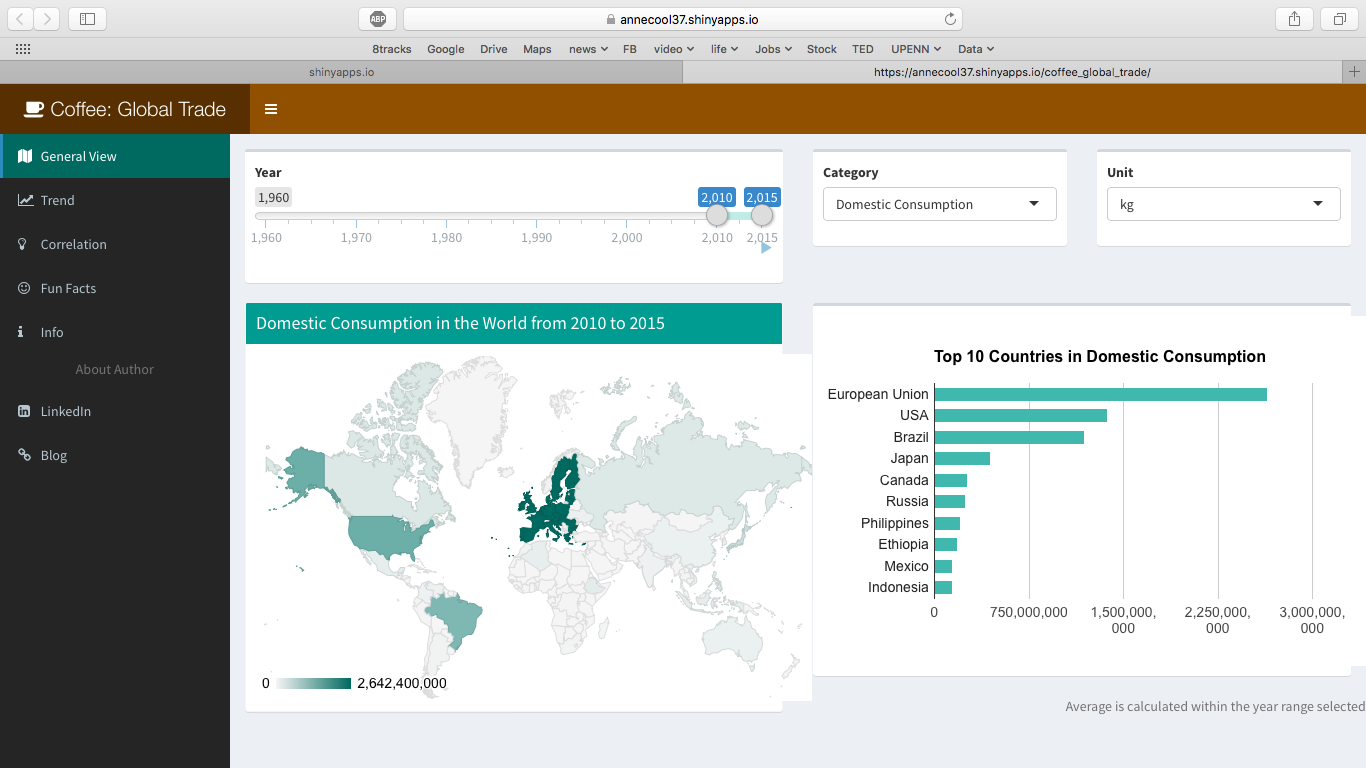 ABP
annecool37.shinyapps.io
8tracks Google Drive Maps news FB video life Jobs Stock TED UPENN Data
shinyapps.io
https://annecool37.shinyapps.io/coffee_global_trade/
Coffee: Global Trade
General View
Trend
Correlation
Fun Facts
Info
About Author
LinkedIn
Blog
Year
1,960
2,010 2,015
1,960 1,970 1,980 1,990 2,000 2,010 2,015
Category
Domestic Consumption
Unit
kg
Domestic Consumption in the World from 2010 to 2015
0 2,642,400,000
Top 10 Countries in Domestic Consumption
European Union
USA
Brazil
Japan
Canada
Russia
Philippines
Ethiopia
Mexico
Indonesia
0 750,000,000 1,500,000, 2,250,000, 3,000,000,
000 000 000
Average is calculated within the year range selected